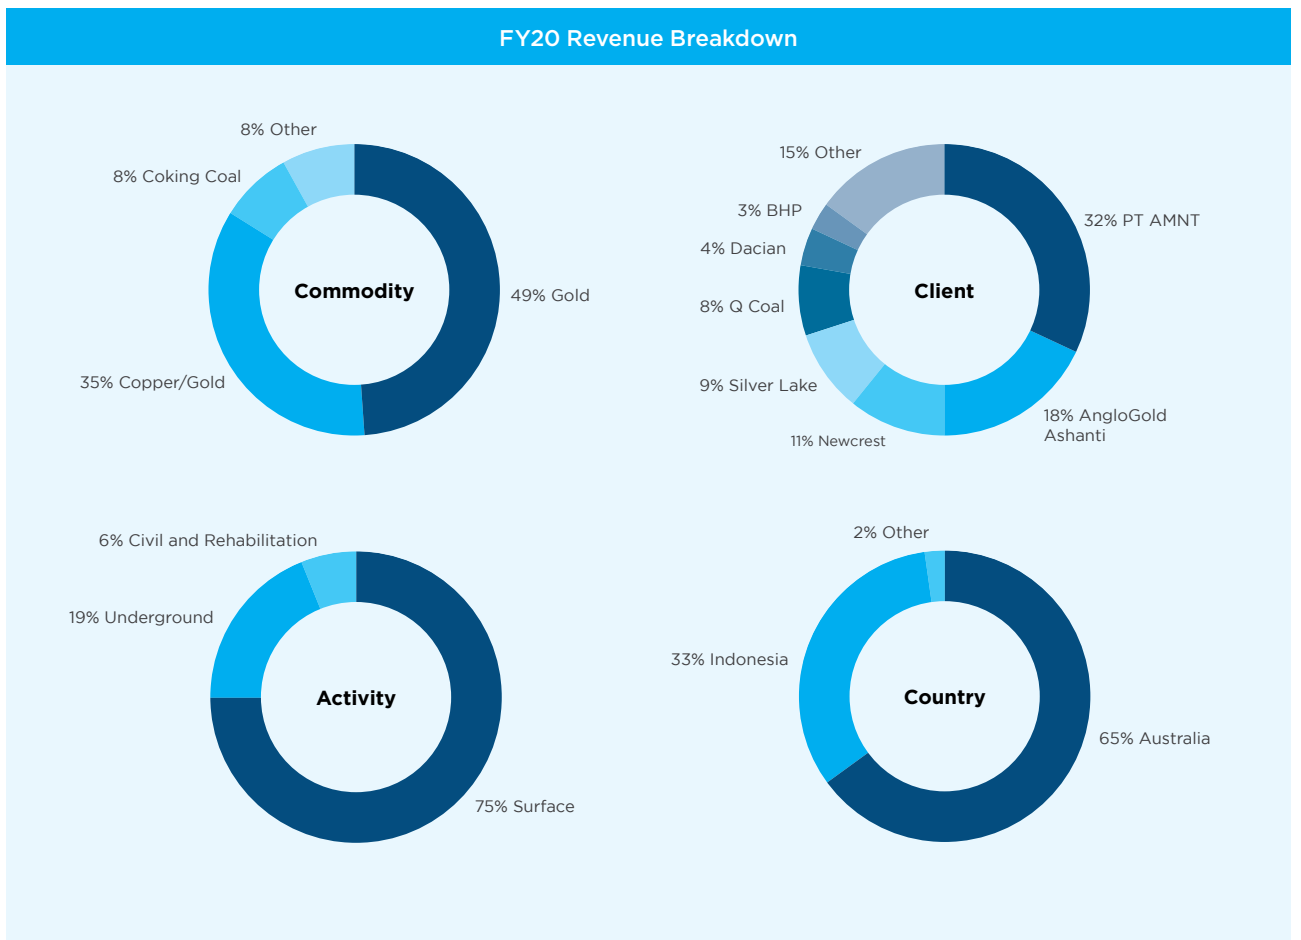 FY20 Revenue Breakdown
8% Other
8% Coking Coal
Commodity
49% Gold
35% Copper/Gold
15% Other
3% BHP
32% PT AMNT
4% Dacian
Client
8% Q Coal
9% Silver Lake
18% AngloGold
Ashanti
11% Newcrest
6% Civil and Rehabilitation
19% Underground
Activity
75% Surface
2% Other
33% Indonesia
Country
65% Australia